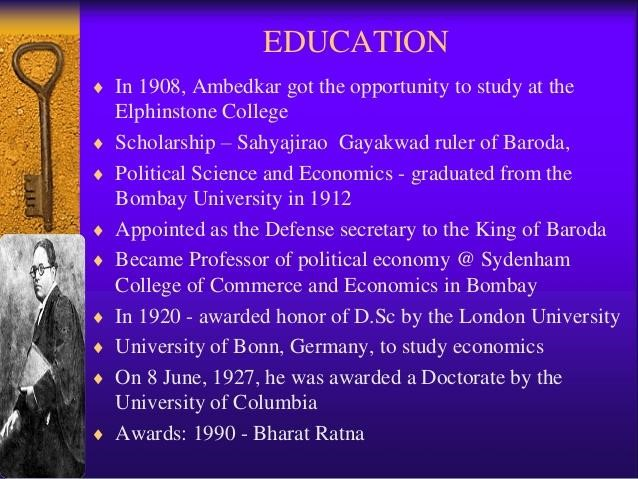 EDUCATION
♦ In 1908, Ambedkar got the opportunity to study at the
Elphinstone College
♦ Scholarship – Sahyajirao Gayakwad ruler of Baroda,
♦ Political Science and Economics - graduated from the
Bombay University in 1912
♦ Appointed as the Defense secretary to the King of Baroda
♦ Became Professor of political economy @ Sydenham
College of Commerce and Economics in Bombay
♦ In 1920 - awarded honor of D.Sc by the London University
♦ University of Bonn, Germany, to study economics
♦ On 8 June, 1927, he was awarded a Doctorate by the
University of Columbia
♦ Awards: 1990 - Bharat Ratna